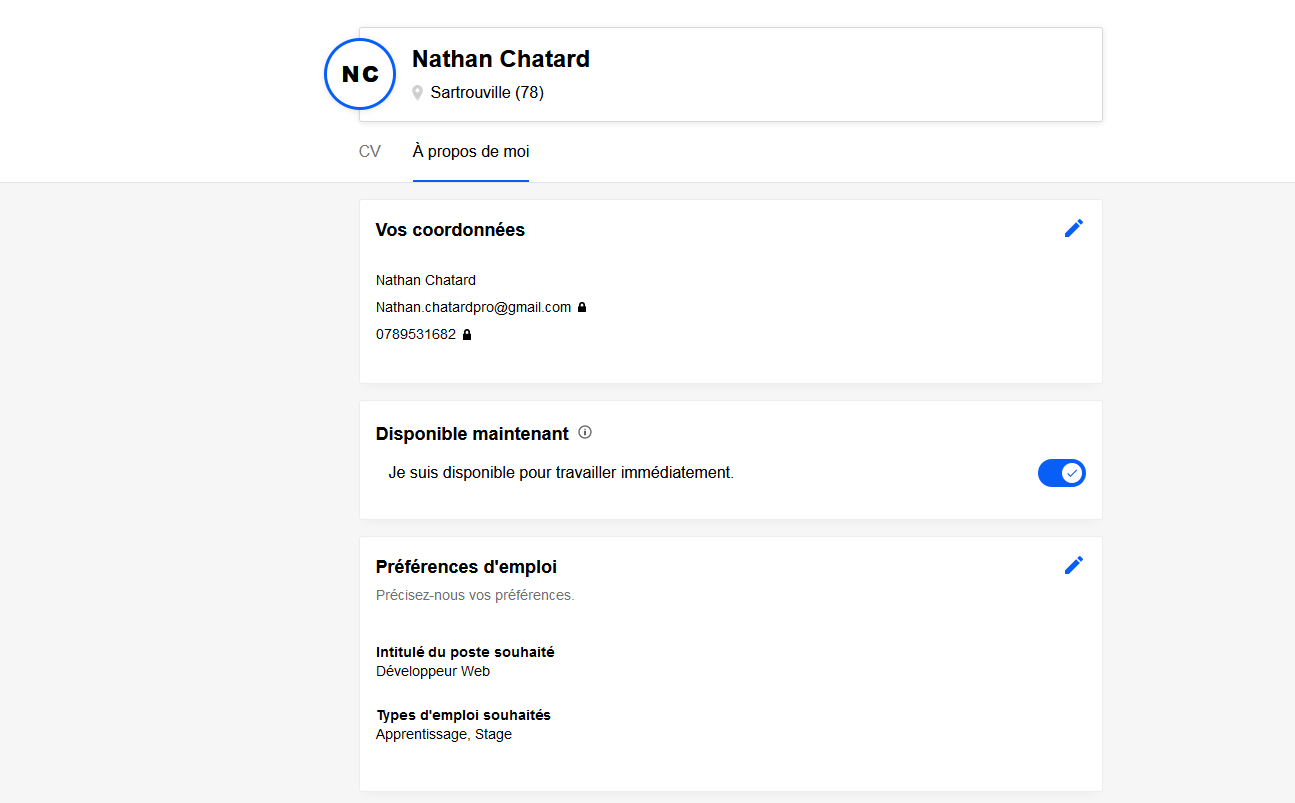 NC
Nathan Chatard
Sartrouville (78)
CV À propos de moi
Vos coordonnées
Nathan Chatard
Nathan.chatardpro@gmail.com
0789531682
Disponible maintenant
Je suis disponible pour travailler immédiatement.
Préférences d'emploi
Précisez-nous vos préférences.
Intitulé du poste souhaité
Développeur Web
Types d'emploi souhaités
Apprentissage, Stage